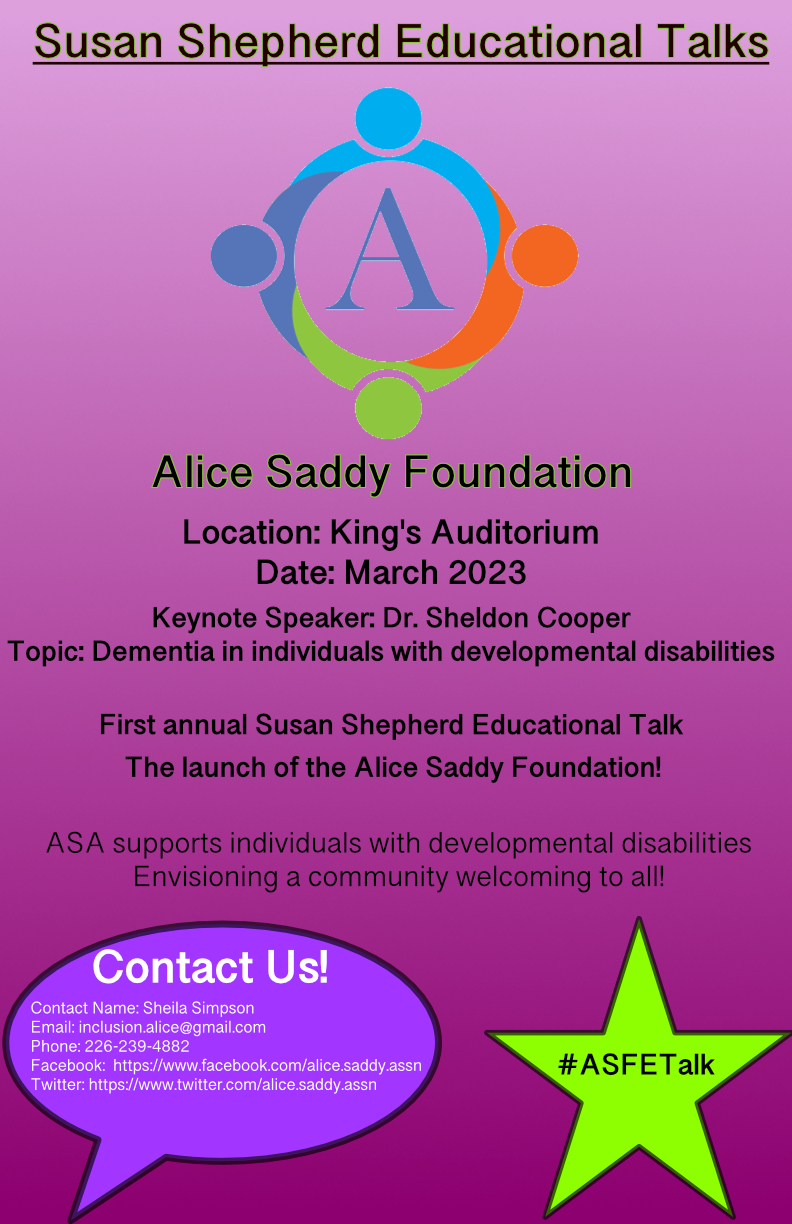 Susan Shepherd Educational Talks
A
Alice Saddy Foundation
Location: King's Auditorium
Date: March 2023
Keynote Speaker: Dr. Sheldon Cooper
Topic: Dementia in individuals with developmental disabilities
First annual Susan Shepherd Educational Talk
The launch of the Alice Saddy Foundation!
ASA supports individuals with developmental disabilities
Envisioning a community welcoming to all!
Contact Us!
Contact Name: Sheila Simpson
Email: inclusion.alice@gmail.com
Phone: 226-239-4882
Facebook:  https://www.facebook.com/alice.saddy.assn
Twitter: https://www.twitter.com/alice.saddy.assn
#ASFETalk